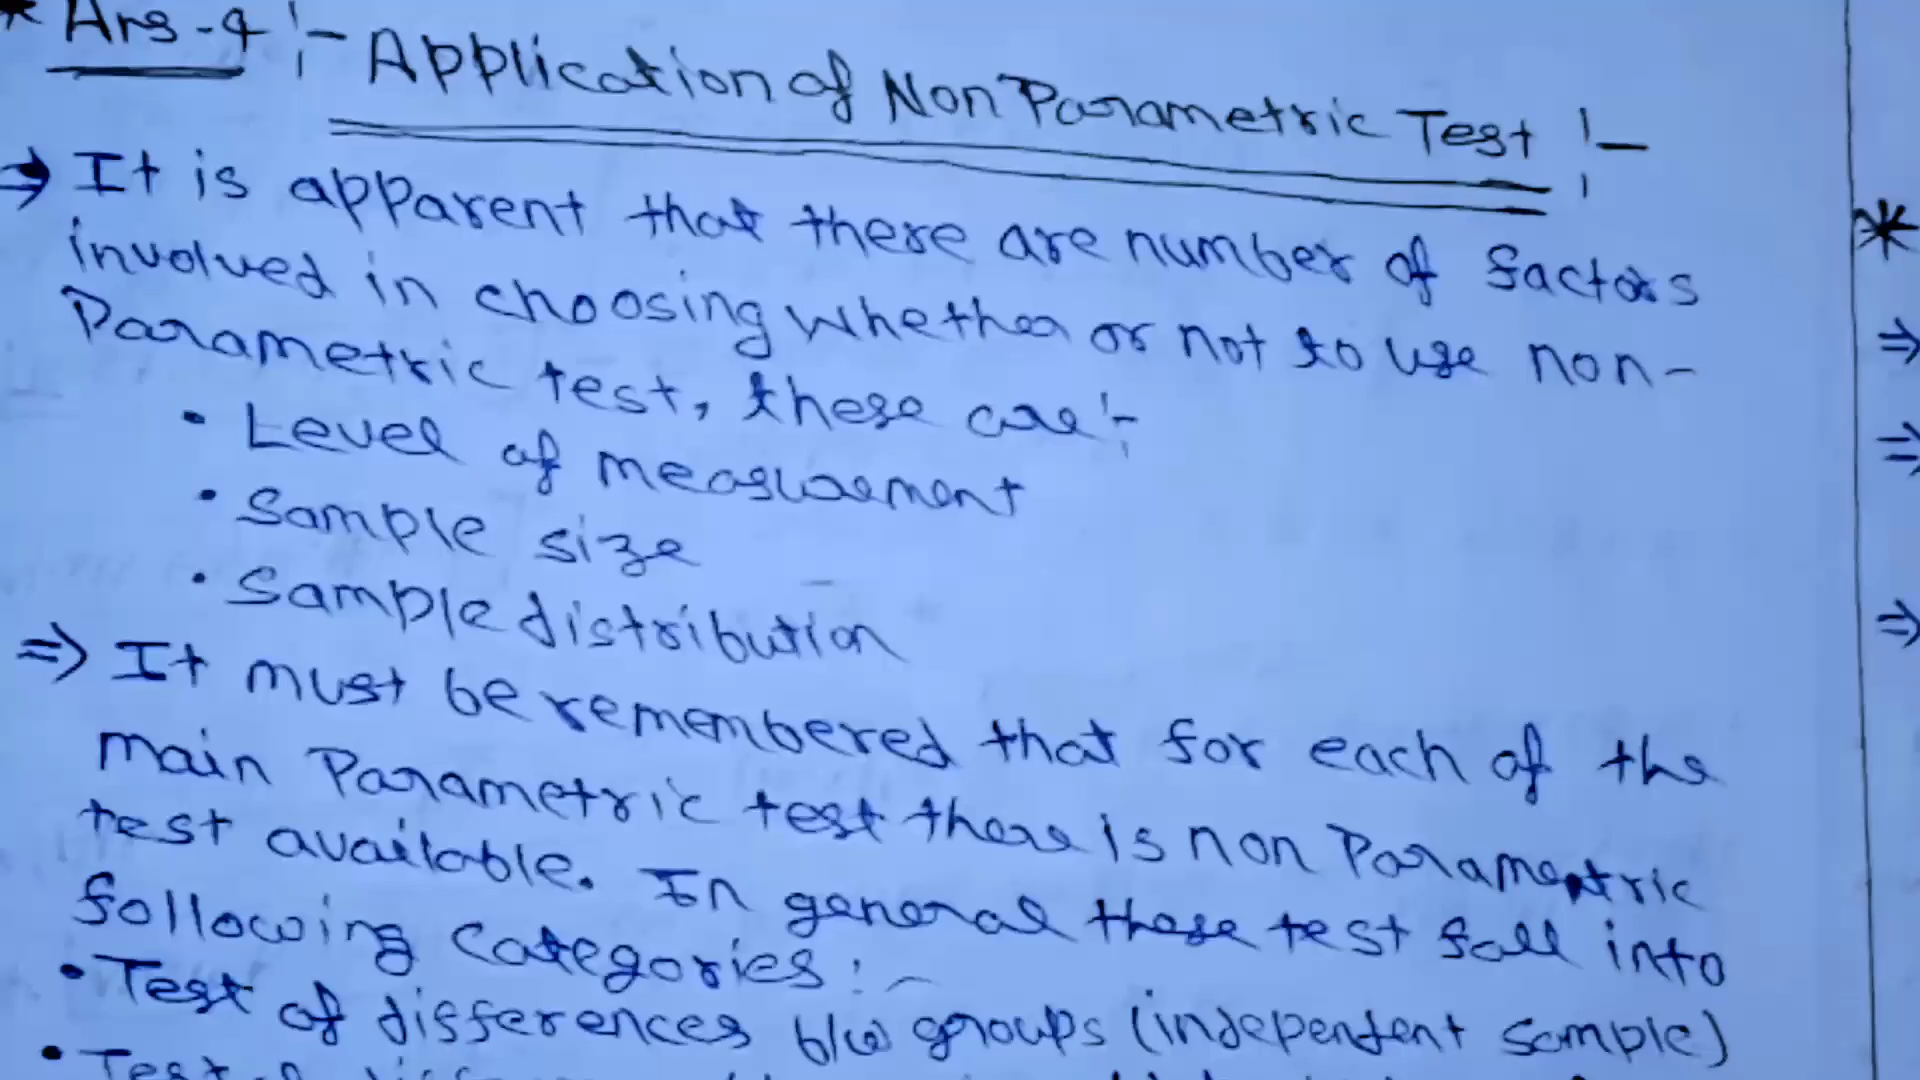 * Ans-4 :- Application of Non Parametric Test :-
→ It is apparent that there are number of factors
involved in choosing whether or not to use non-
Parametric test, these are :-
• Level of measurement
• Sample size
• Sample distribution
⇒ It must be remembered that for each of the
main Parametric test there is non Parametric
test available. In general these test fall into
following categories :-
• Test of differences b/w groups (independent sample)
• Test of